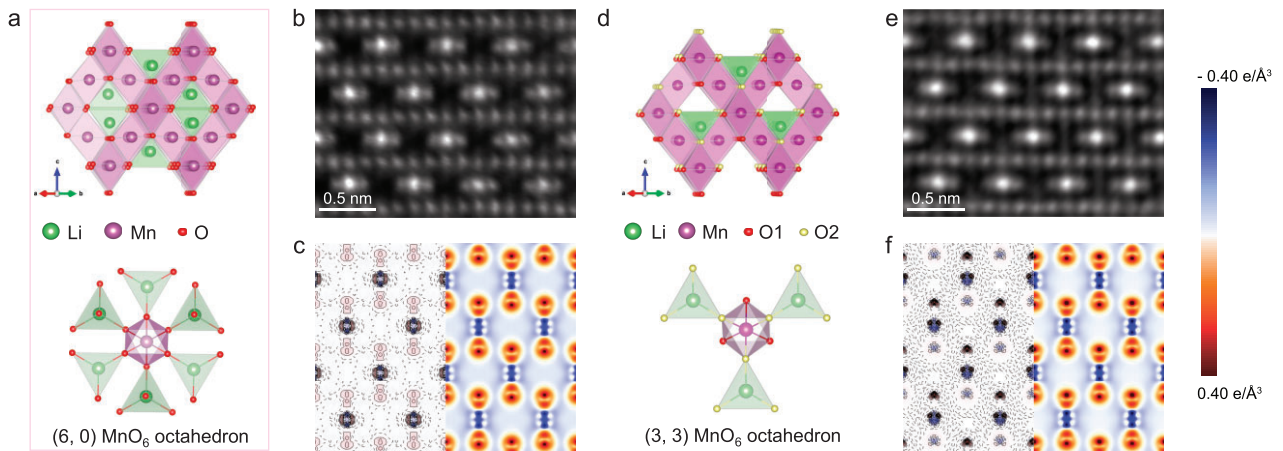 a
b
d
e
c
a
b
c
a
b
0.5 nm
0.5 nm
- 0.40 e/Å³
0.40 e/Å³
Li Mn O
Li Mn O1 O2
c
f
(6, 0) MnO₆ octahedron
(3, 3) MnO₆ octahedron